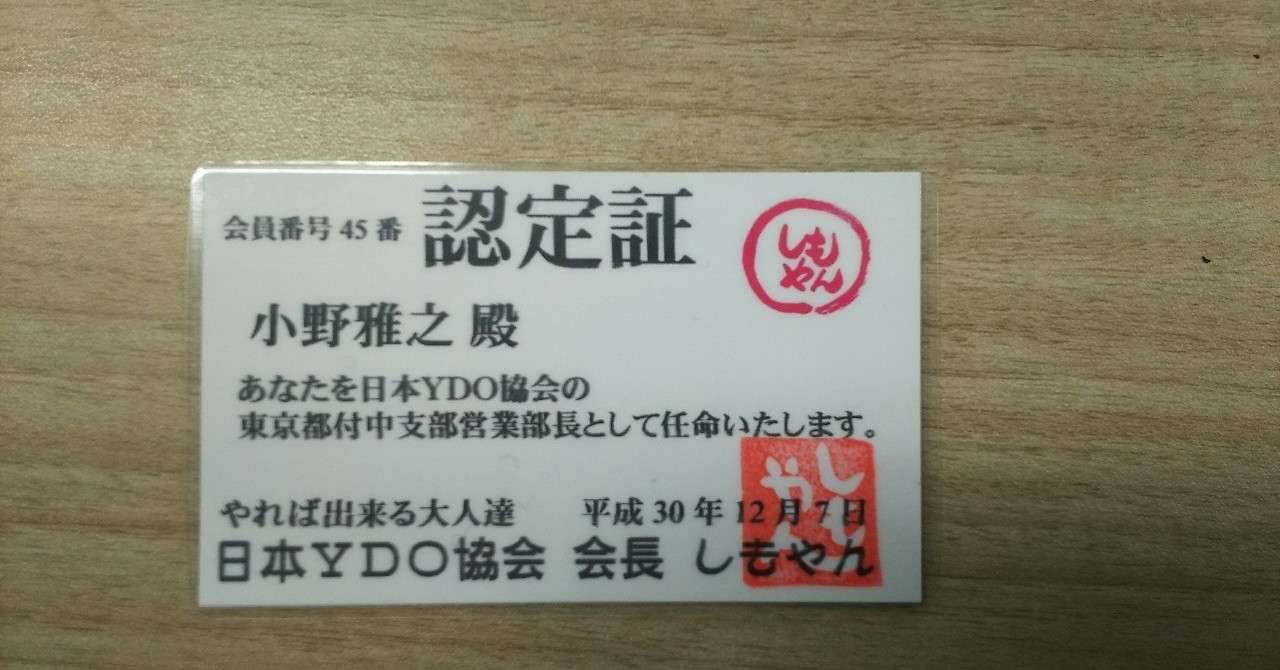 会員番号 45 番 認定証
しもやん
小野雅之 殿
あなたを日本YDO協会の
東京都付中支部営業部長として任命いたします。
やれば出来る大人達 平成 30 年 12 月 7 日
日本YDO協会 会長 しもやん
しもやん